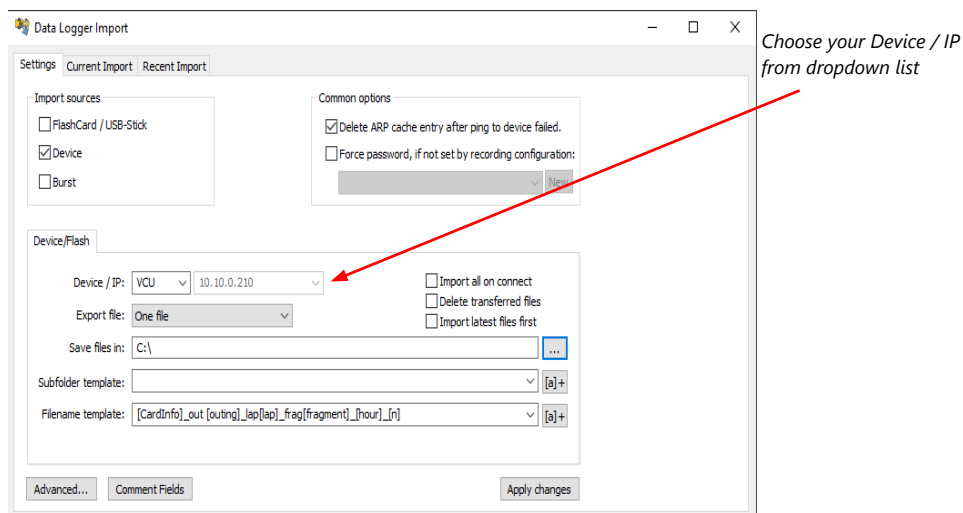 Data Logger Import
Choose your Device / IP
from dropdown list
Settings Current Import Recent Import
Import sources
FlashCard / USB-Stick
Device
Burst
Common options
Delete ARP cache entry after ping to device failed.
Force password, if not set by recording configuration:
New
Device/Flash
Device / IP: VCU 10.10.0.210
Import all on connect
Delete transferred files
Import latest files first
Export file: One file
Save files in: C:\ ...
Subfolder template: [a]+
Filename template: [CardInfo]_out [outing]_lap[lap]_frag[fragment]_[hour]_[n] [a]+
Advanced... Comment Fields Apply changes